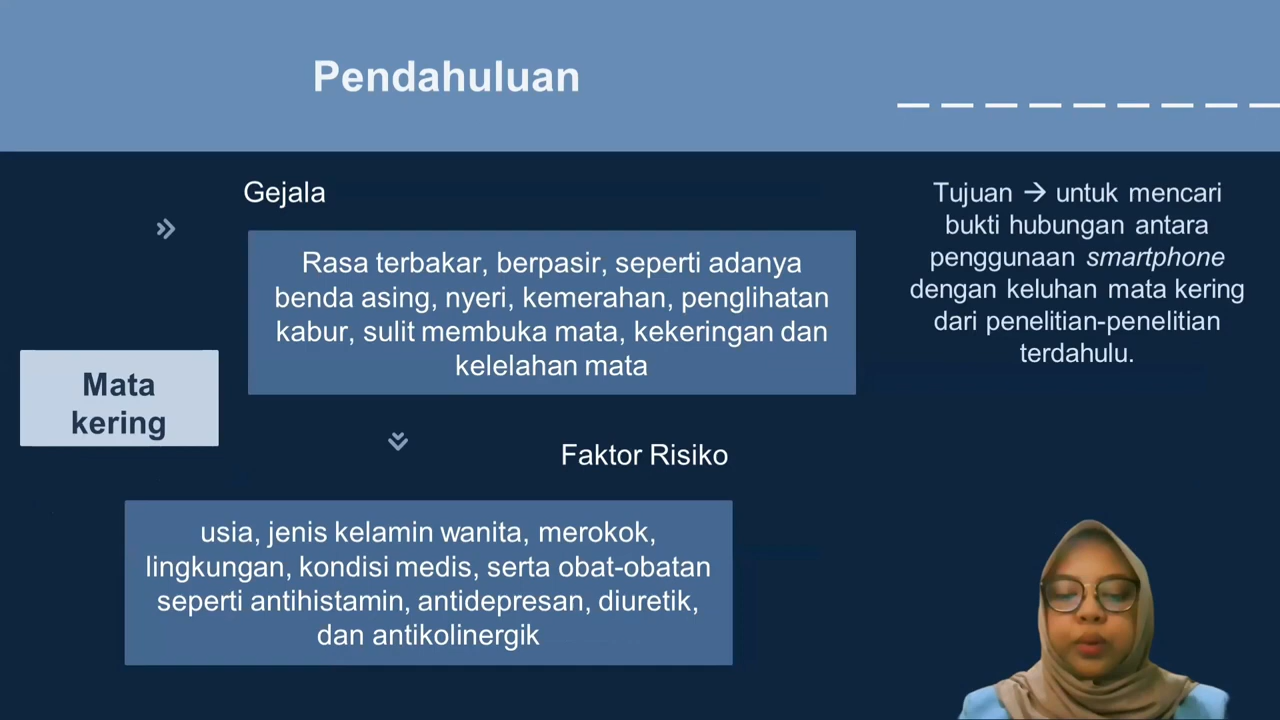 Pendahuluan
Gejala
Rasa terbakar, berpasir, seperti adanya
benda asing, nyeri, kemerahan, penglihatan
kabur, sulit membuka mata, kekeringan dan
kelelahan mata
Mata
kering
Faktor Risiko
usia, jenis kelamin wanita, merokok,
lingkungan, kondisi medis, serta obat-obatan
seperti antihistamin, antidepresan, diuretik,
dan antikolinergik
Tujuan → untuk mencari
bukti hubungan antara
penggunaan smartphone
dengan keluhan mata kering
dari penelitian-penelitian
terdahulu.